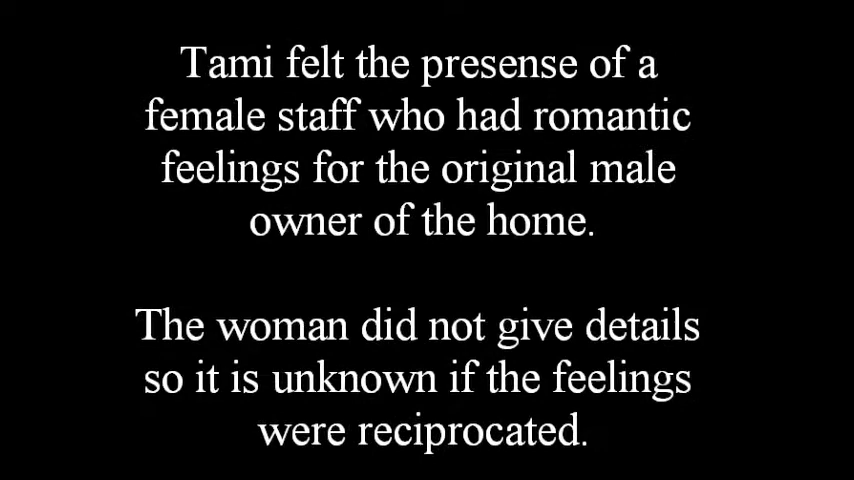 Tami felt the presense of a
female staff who had romantic
feelings for the original male
owner of the home.
The woman did not give details
so it is unknown if the feelings
were reciprocated.